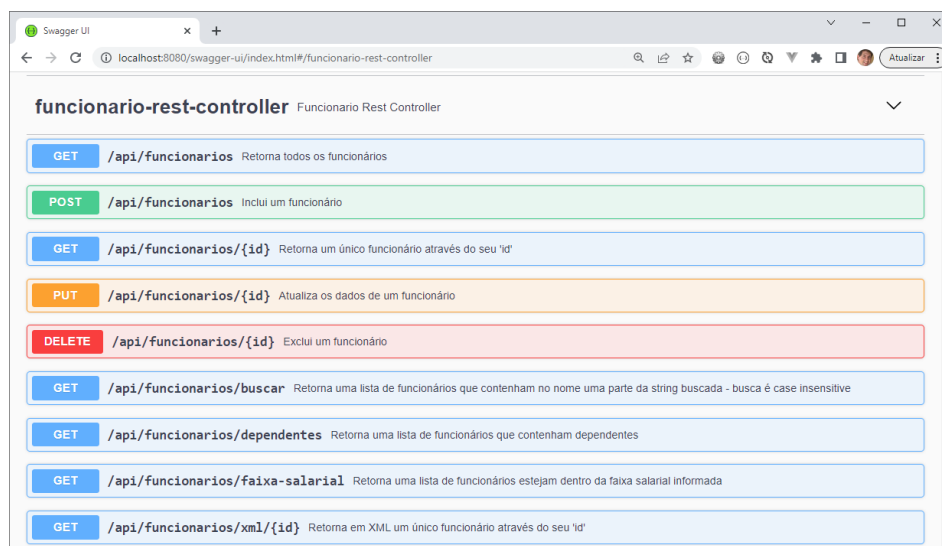 Swagger UI
localhost:8080/swagger-ui/index.html#/funcionario-rest-controller
Atualizar
funcionario-rest-controller Funcionario Rest Controller
GET /api/funcionarios Retorna todos os funcionários
POST /api/funcionarios Inclui um funcionário
GET /api/funcionarios/{id} Retorna um único funcionário através do seu 'id'
PUT /api/funcionarios/{id} Atualiza os dados de um funcionário
DELETE /api/funcionarios/{id} Exclui um funcionário
GET /api/funcionarios/buscar Retorna uma lista de funcionários que contenham no nome uma parte da string buscada - busca é case insensitive
GET /api/funcionarios/dependentes Retorna uma lista de funcionários que contenham dependentes
GET /api/funcionarios/faixa-salarial Retorna uma lista de funcionários estejam dentro da faixa salarial informada
GET /api/funcionarios/xml/{id} Retorna em XML um único funcionário através do seu 'id'